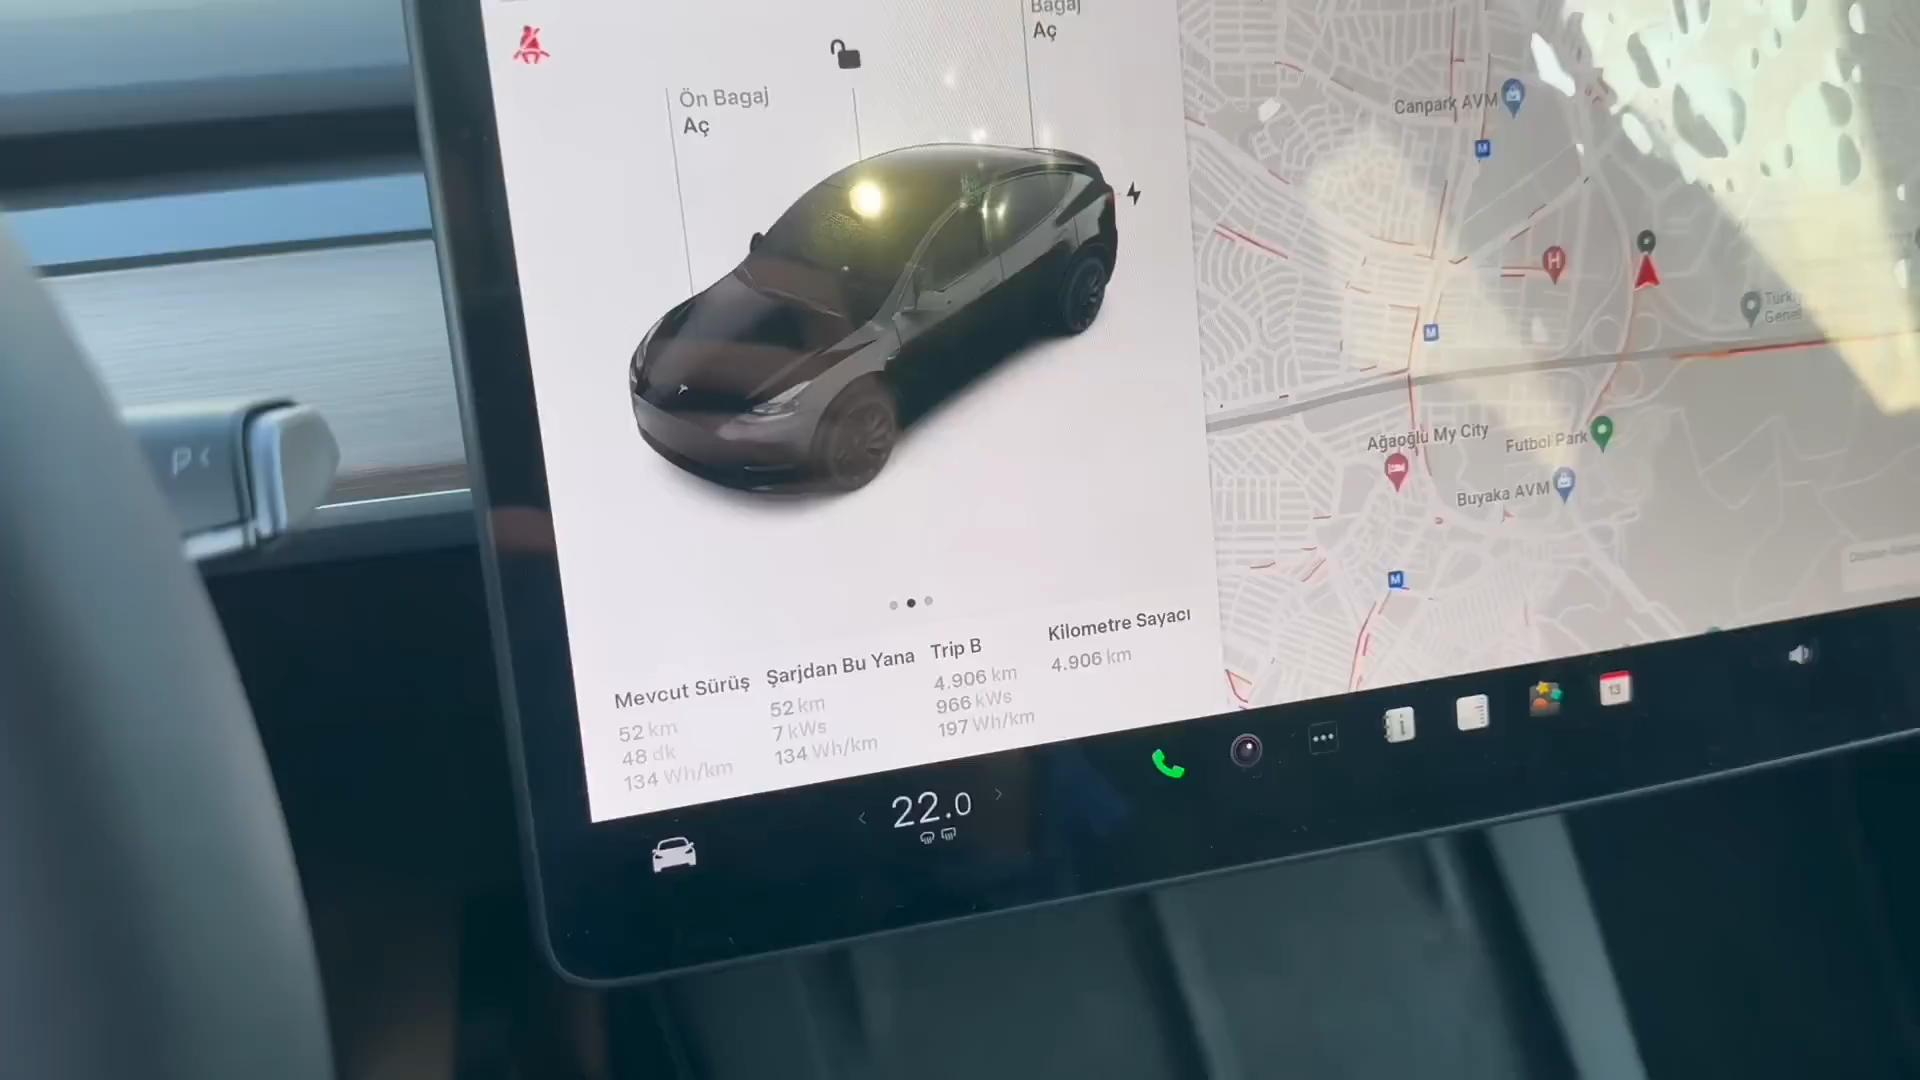 Bagaj
Aç
Ön Bagaj
Aç
Canpark AVM
M
H
M
Ağaoğlu My City
Futbol Park
Buyaka AVM
M
P
Mevcut Sürüş
52 km
48 dk
134 Wh/km
Şarjdan Bu Yana
52 km
7 kWs
134 Wh/km
Trip B
4.906 km
966 kWs
197 Wh/km
Kilometre Sayacı
4.906 km
22.0
13